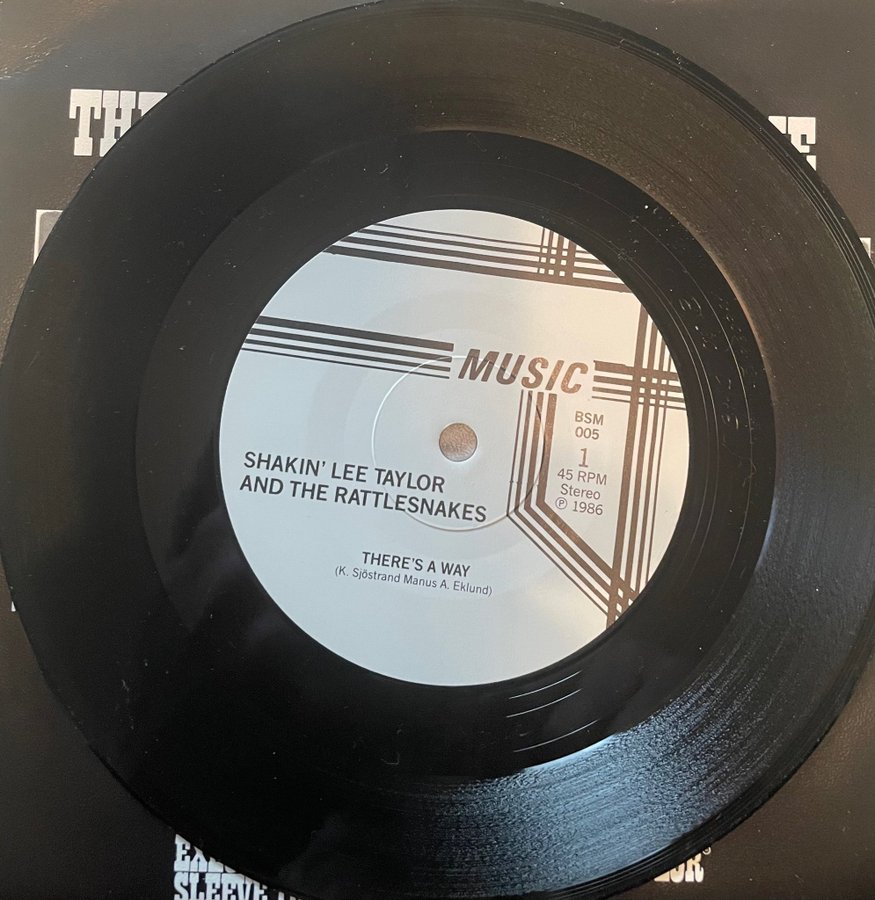 MUSIC
BSM
005
1
45 RPM
Stereo
℗ 1986
SHAKIN' LEE TAYLOR
AND THE RATTLESNAKES
THERE'S A WAY
(K. Sjöstrand Manus A. Eklund)
SLEEVE